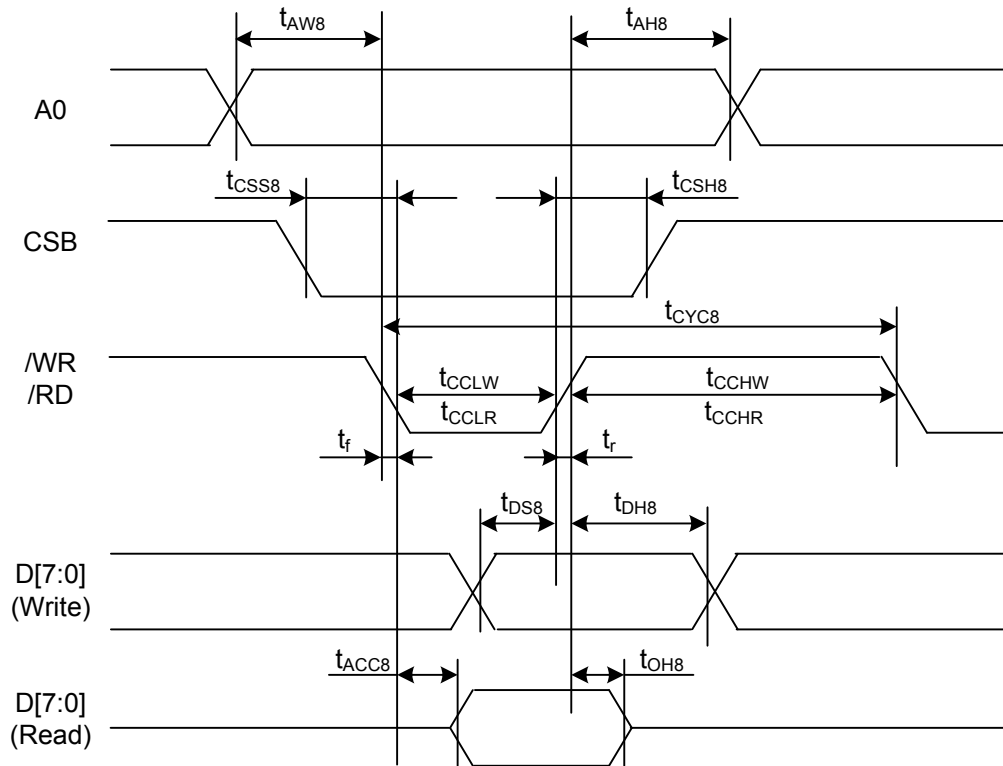 tAW8 tAH8
A0
tCSS8 tCSH8
CSB
tCYC8
/WR
/RD
tCCLW tCCHW
tCCLR tCCHR
tf tr
tDS8 tDH8
D[7:0]
(Write)
tACC8 tOH8
D[7:0]
(Read)